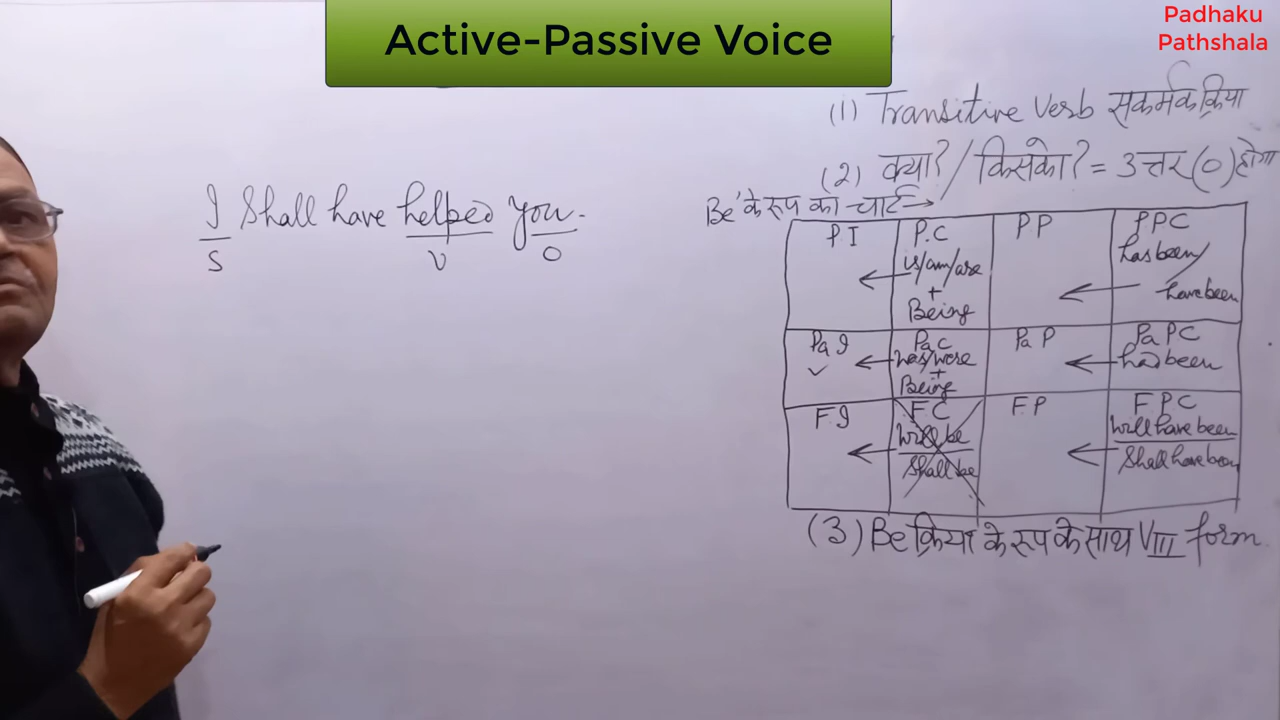 Active-Passive Voice
Padhaku
Pathshala
(1) Transitive Verb सकर्मक क्रिया
(2) क्या? / किसको? = उत्तर (O) होगा
I Shall have helped you.
S V O
Be' के रूप का चार्ट →
P I P.C P P P P C
is/am/are has been/
+ have been
Being
Pa I Pa C Pa P Pa P C
was/were had been
+
Being
F. I F C F. P F P C
will be will have been
Shall be Shall have been
(3) Be क्रिया के रूप के साथ VIII form.